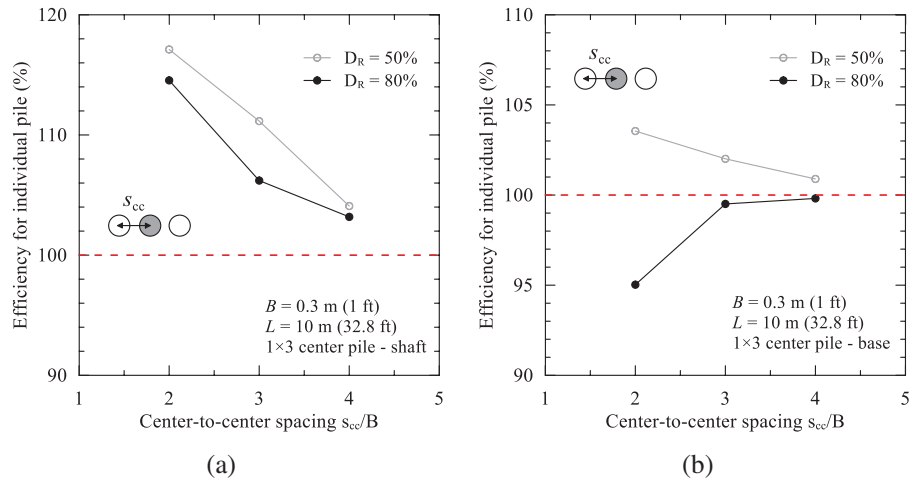 120
110
100
90
Efficiency for individual pile (%)
D_R = 50%
D_R = 80%
s_cc
B = 0.3 m (1 ft)
L = 10 m (32.8 ft)
1×3 center pile - shaft
1 2 3 4 5
Center-to-center spacing s_cc/B
(a)
110
105
100
95
90
Efficiency for individual pile (%)
s_cc
D_R = 50%
D_R = 80%
B = 0.3 m (1 ft)
L = 10 m (32.8 ft)
1×3 center pile - base
1 2 3 4 5
Center-to-center spacing s_cc/B
(b)